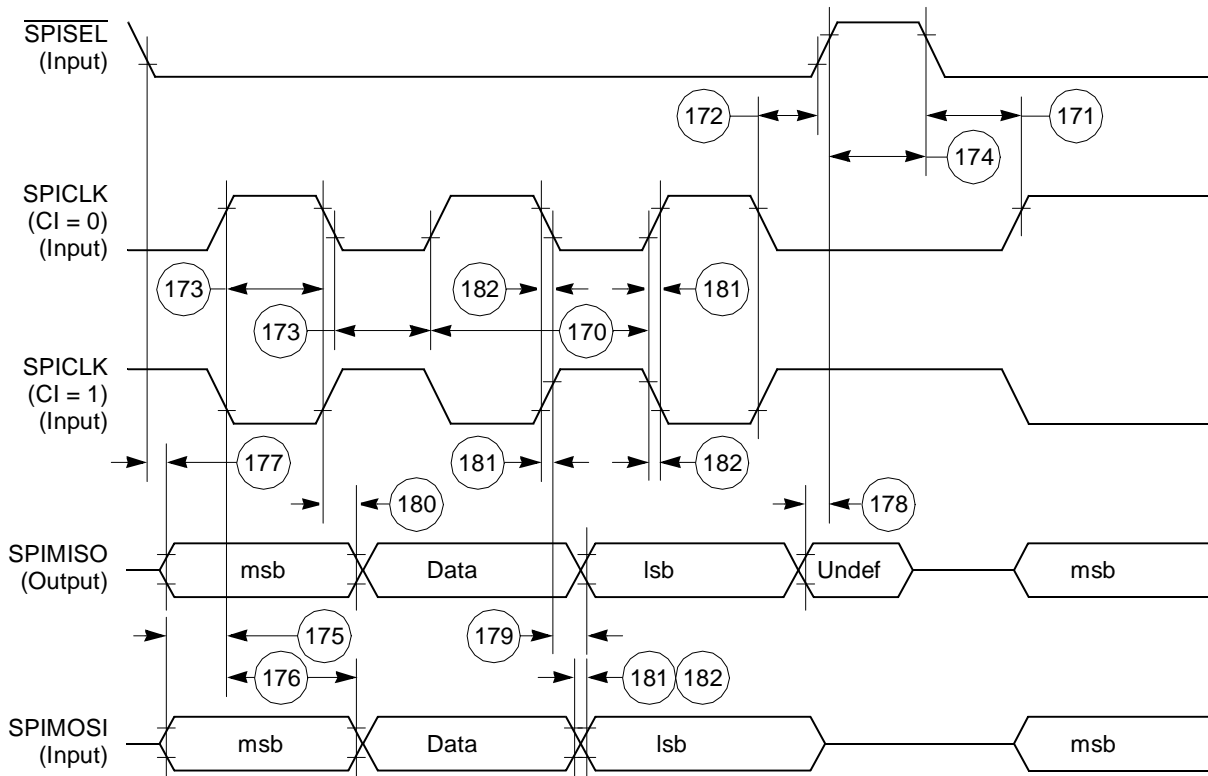 SPISEL
(Input)
172
171
174
SPICLK
(CI = 0)
(Input)
173
182
181
173
170
SPICLK
(CI = 1)
(Input)
177
181
182
180
178
SPIMISO
(Output)
msb
Data
lsb
Undef
msb
175
179
176
181
182
SPIMOSI
(Input)
msb
Data
lsb
msb